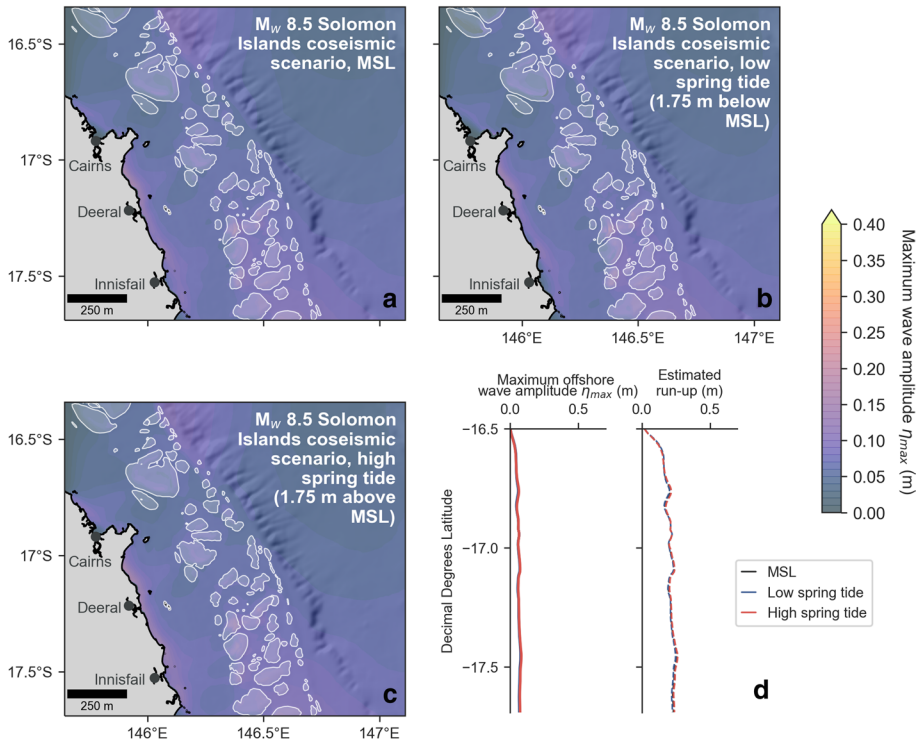 M_W 8.5 Solomon
Islands coseismic
scenario, MSL
16.5°S
17°S
17.5°S
Cairns
Deeral
Innisfail
250 m
a
M_W 8.5 Solomon
Islands coseismic
scenario, low
spring tide
(1.75 m below
MSL)
Cairns
Deeral
Innisfail
250 m
b
146°E
146.5°E
147°E
0.40
0.35
0.30
0.25
0.20
0.15
0.10
0.05
0.00
Maximum wave amplitude η_max (m)
M_W 8.5 Solomon
Islands coseismic
scenario, high
spring tide
(1.75 m above
MSL)
16.5°S
17°S
17.5°S
Cairns
Deeral
Innisfail
250 m
c
146°E
146.5°E
147°E
Maximum offshore
wave amplitude η_max (m)
0.0
0.5
Estimated
run-up (m)
0.0
0.5
−16.5
−17.0
−17.5
Decimal Degrees Latitude
d
MSL
Low spring tide
High spring tide